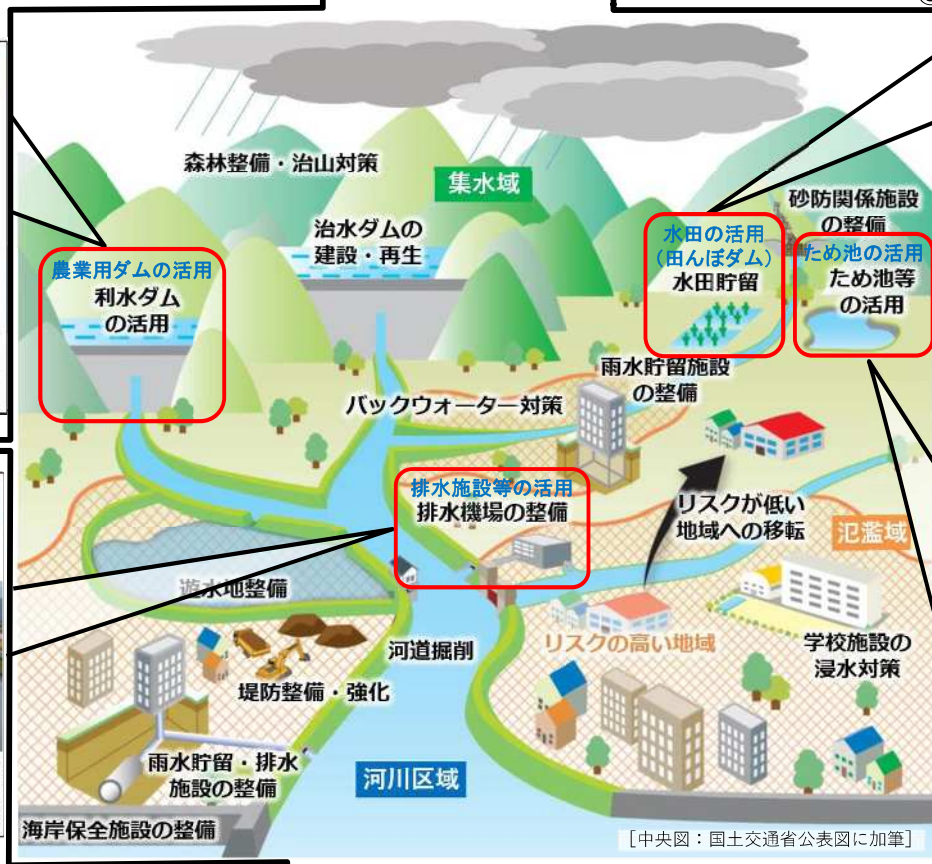 森林整備・治山対策
集水域
治水ダムの
建設・再生
砂防関係施設
の整備
農業用ダムの活用
利水ダム
の活用
水田の活用
(田んぼダム)
水田貯留
ため池の活用
ため池等
の活用
雨水貯留施設
の整備
バックウォーター対策
排水施設等の活用
排水機場の整備
リスクが低い
地域への移転
氾濫域
遊水地整備
河道掘削
リスクの高い地域
学校施設の
浸水対策
堤防整備・強化
雨水貯留・排水
施設の整備
河川区域
海岸保全施設の整備
[中央図:国土交通省公表図に加筆]